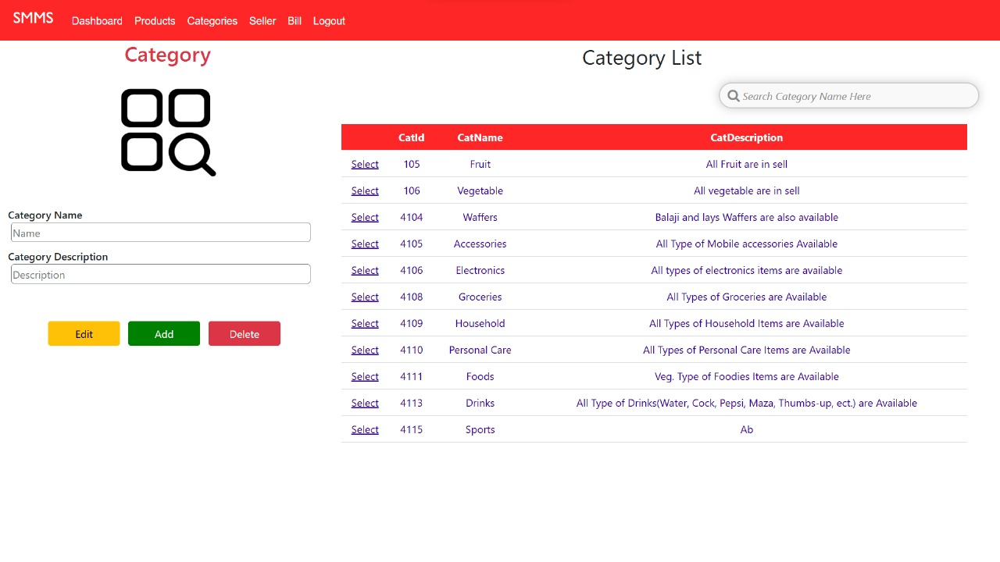 SMMS Dashboard Products Categories Seller Bill Logout
Category
Category Name
Name
Category Description
Description
Edit Add Delete
Category List
Search Category Name Here
CatId CatName CatDescription
Select 105 Fruit All Fruit are in sell
Select 106 Vegetable All vegetable are in sell
Select 4104 Waffers Balaji and lays Waffers are also available
Select 4105 Accessories All Type of Mobile accessories Available
Select 4106 Electronics All types of electronics items are available
Select 4108 Groceries All Types of Groceries are Available
Select 4109 Household All Types of Household Items are Available
Select 4110 Personal Care All Types of Personal Care Items are Available
Select 4111 Foods Veg. Type of Foodies Items are Available
Select 4113 Drinks All Type of Drinks(Water, Cock, Pepsi, Maza, Thumbs-up, ect.) are Available
Select 4115 Sports Ab